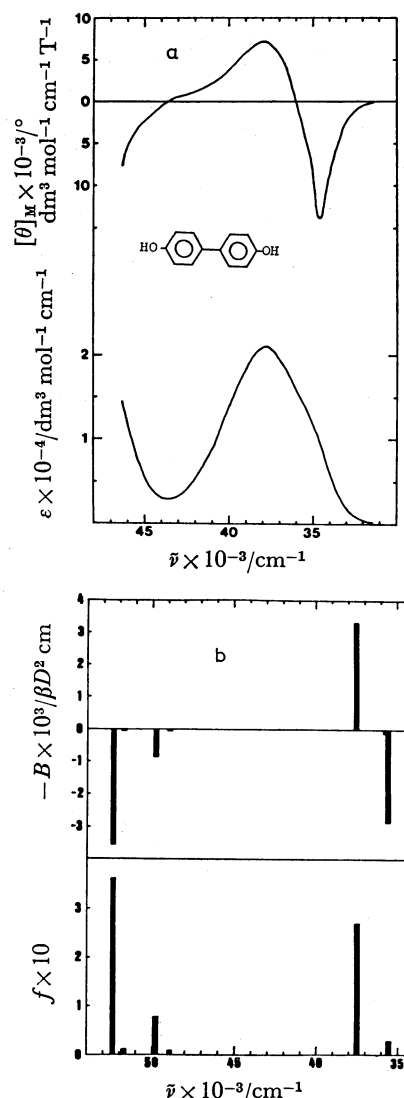 a
10
5
0
5
10
[θ]M × 10⁻³/°
dm³ mol⁻¹ cm⁻¹ T⁻¹
HO
OH
2
1
ε × 10⁻⁴/dm³ mol⁻¹ cm⁻¹
45 40 35
ν̃ × 10⁻³/cm⁻¹
b
4
3
2
1
0
-1
-2
-3
−B × 10³/βD² cm
3
2
1
0
f × 10
50 45 40 35
ν̃ × 10⁻³/cm⁻¹